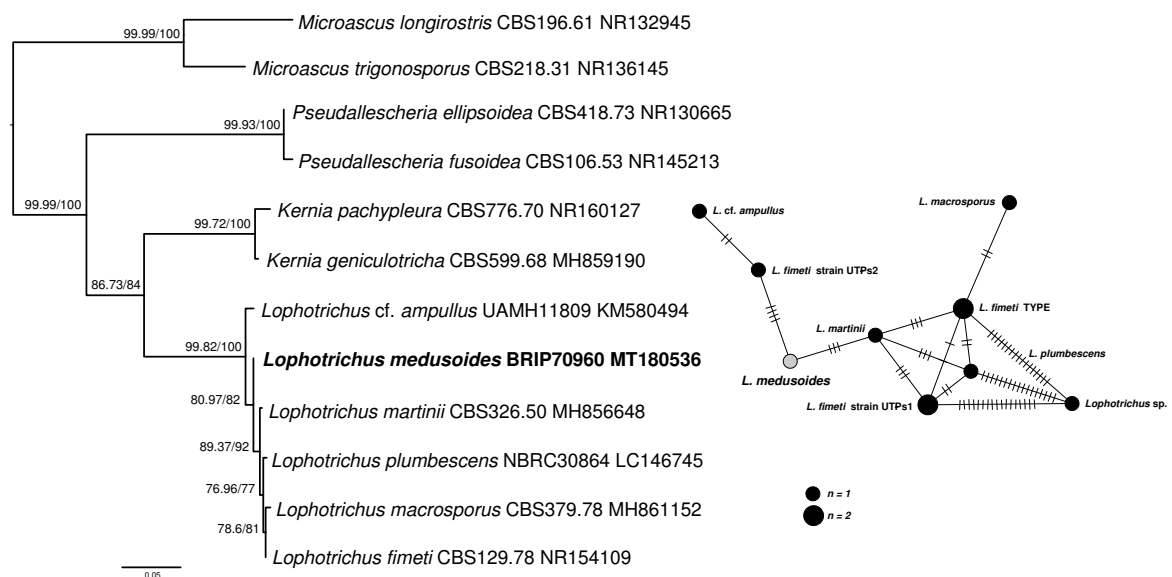 Microascus longirostris CBS196.61 NR132945
99.99/100
Microascus trigonosporus CBS218.31 NR136145
Pseudallescheria ellipsoidea CBS418.73 NR130665
99.93/100
Pseudallescheria fusoidea CBS106.53 NR145213
99.99/100
Kernia pachypleura CBS776.70 NR160127
99.72/100
Kernia geniculotricha CBS599.68 MH859190
86.73/84
Lophotrichus cf. ampullus UAMH11809 KM580494
99.82/100
Lophotrichus medusoides BRIP70960 MT180536
80.97/82
Lophotrichus martinii CBS326.50 MH856648
89.37/92
Lophotrichus plumbescens NBRC30864 LC146745
76.96/77
Lophotrichus macrosporus CBS379.78 MH861152
78.6/81
Lophotrichus fimeti CBS129.78 NR154109
0.05
L. cf. ampullus
L. macrosporus
L. fimeti strain UTPs2
L. fimeti TYPE
L. martinii
L. plumbescens
L. medusoides
L. fimeti strain UTPs1
Lophotrichus sp.
n = 1
n = 2